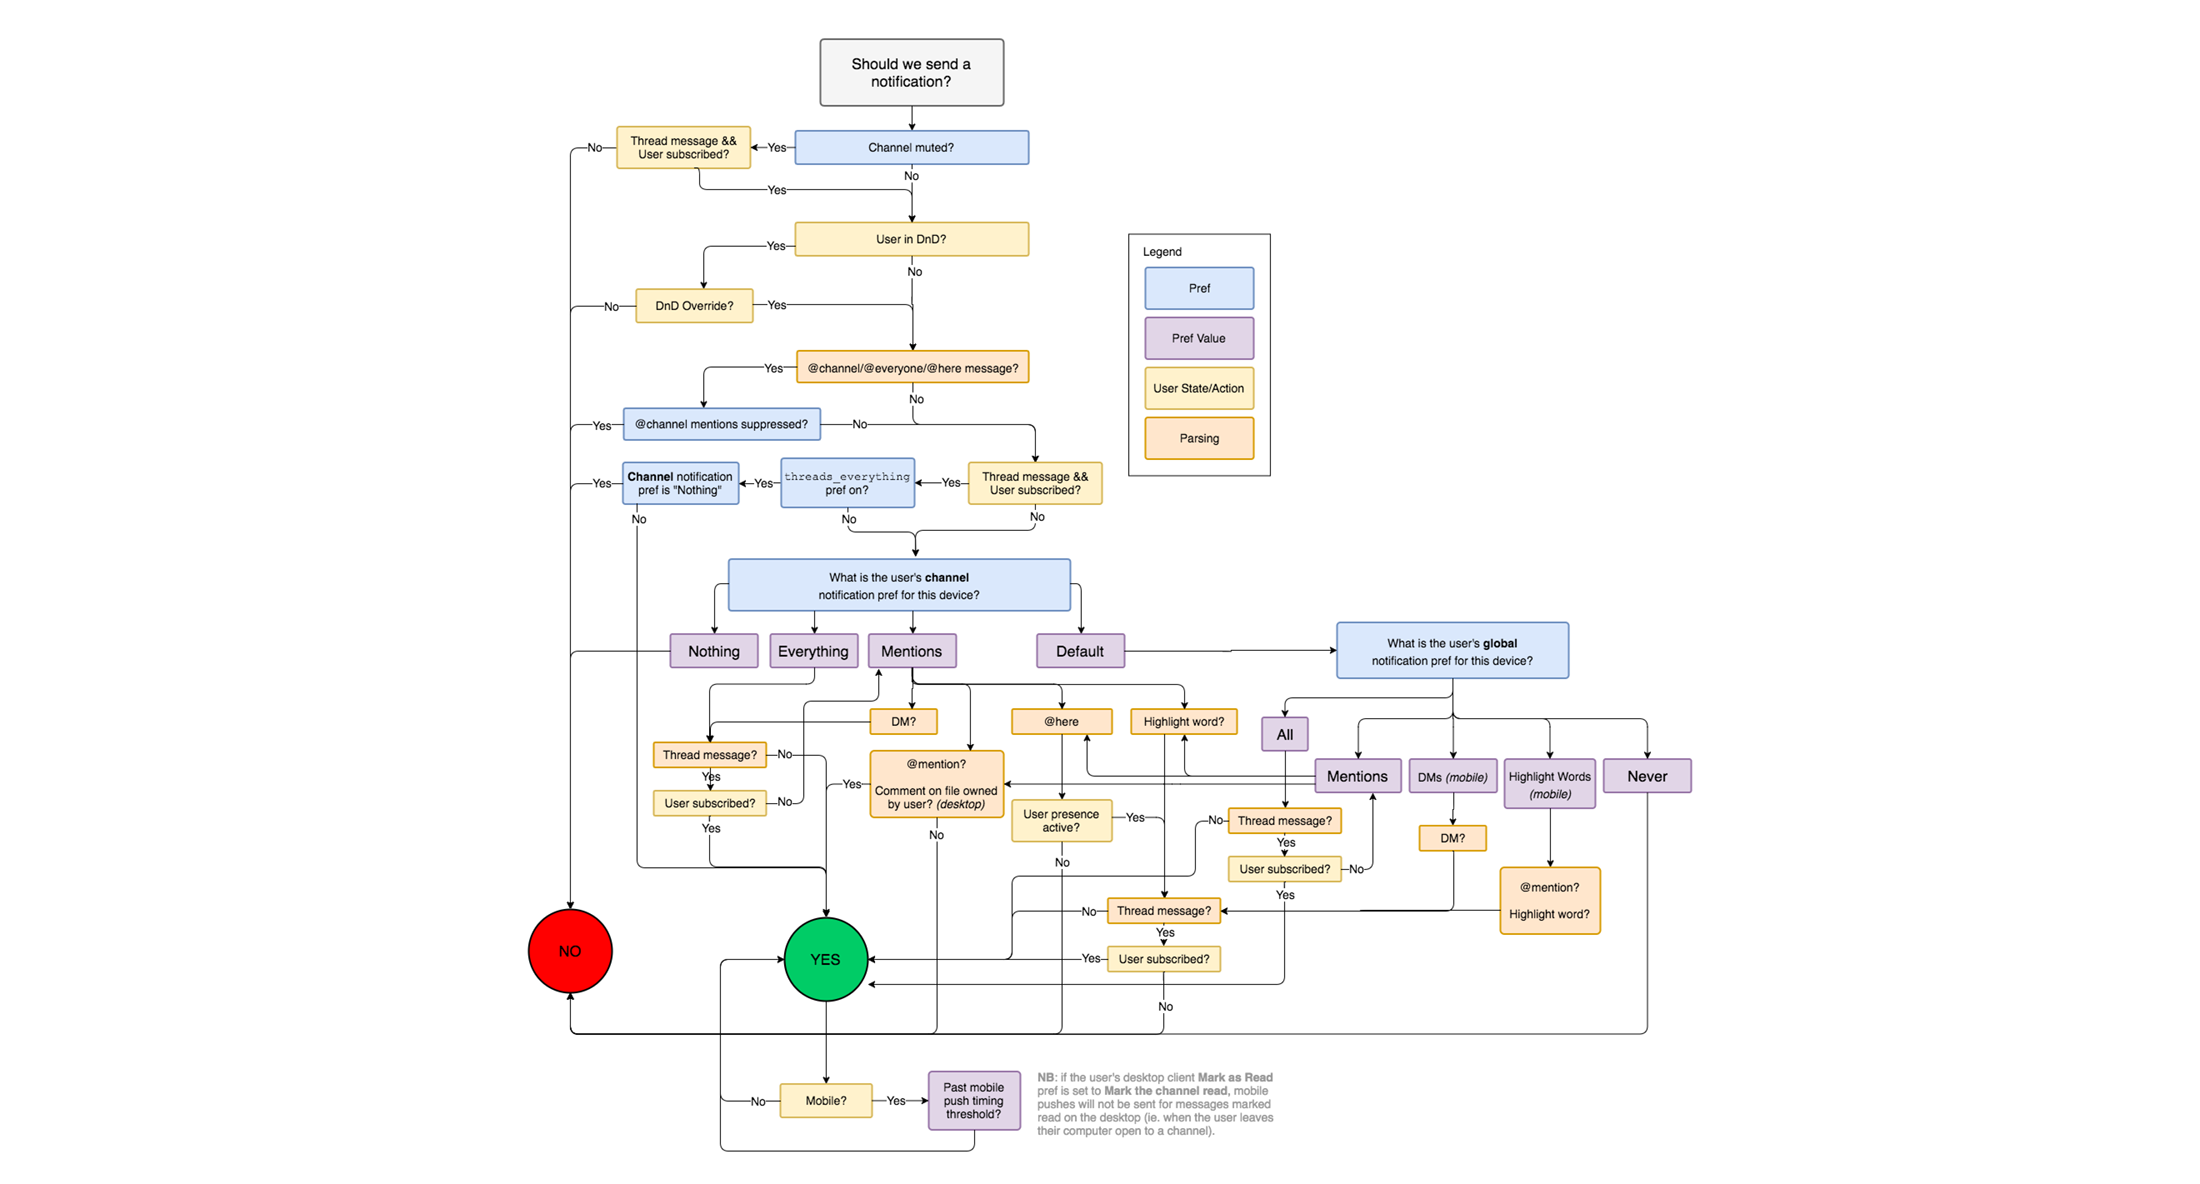 Should we send a
notification?
Thread message &&
User subscribed?
Yes
Channel muted?
No
No
Yes
User in DnD?
Yes
No
DnD Override?
No
Yes
@channel/@everyone/@here message?
Yes
No
@channel mentions suppressed?
Yes
No
Channel notification
pref is "Nothing"
Yes
Yes
threads_everything
pref on?
Yes
Thread message &&
User subscribed?
No
No
No
Legend
Pref
Pref Value
User State/Action
Parsing
What is the user's channel
notification pref for this device?
Nothing
Everything
Mentions
Default
What is the user's global
notification pref for this device?
DM?
@here
Highlight word?
All
Thread message?
No
Yes
User subscribed?
No
Yes
Yes
@mention?
Comment on file owned
by user? (desktop)
No
User presence
active?
Yes
No
Mentions
DMs (mobile)
Highlight Words
(mobile)
Never
No
Thread message?
Yes
User subscribed?
No
Yes
DM?
@mention?
Highlight word?
No
Thread message?
Yes
Yes
User subscribed?
No
NO
YES
No
Mobile?
Yes
Past mobile
push timing
threshold?
NB: if the user's desktop client Mark as Read
pref is set to Mark the channel read, mobile
pushes will not be sent for messages marked
read on the desktop (ie. when the user leaves
their computer open to a channel).